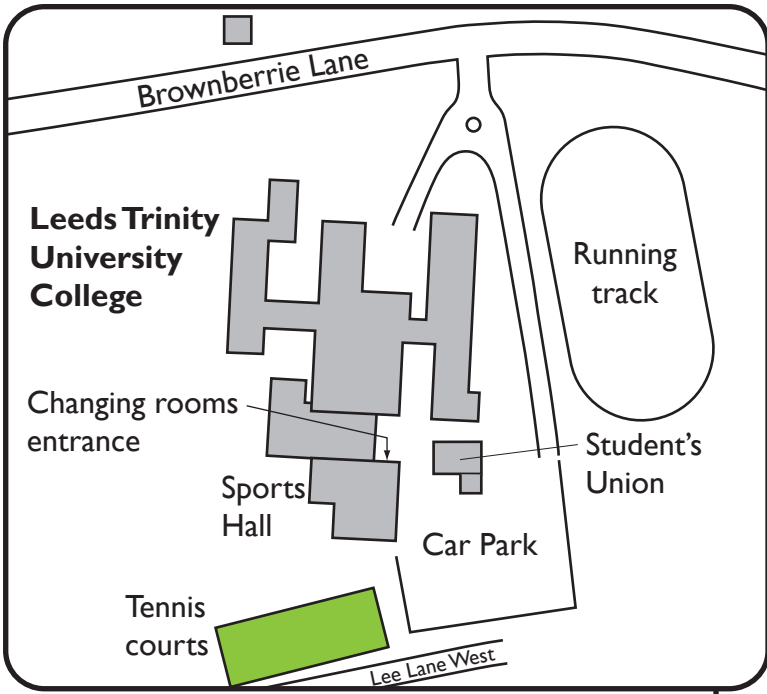 Brownberrie Lane
Leeds Trinity
University
College
Running
track
Changing rooms
entrance
Student's
Union
Sports
Hall
Car Park
Tennis
courts
Lee Lane West